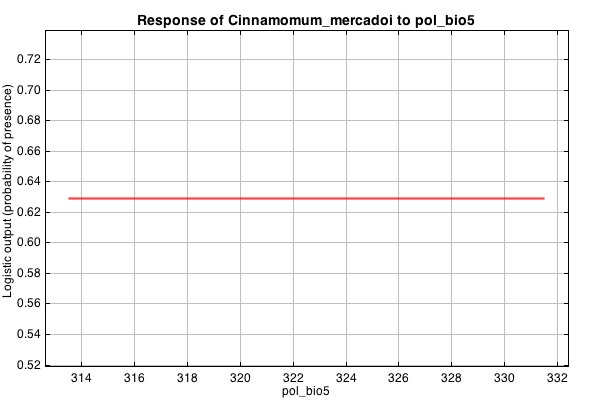 Response of Cinnamomum_mercadoi to pol_bio5
Logistic output (probability of presence)
0.72
0.70
0.68
0.66
0.64
0.62
0.60
0.58
0.56
0.54
0.52
314 316 318 320 322 324 326 328 330 332
pol_bio5